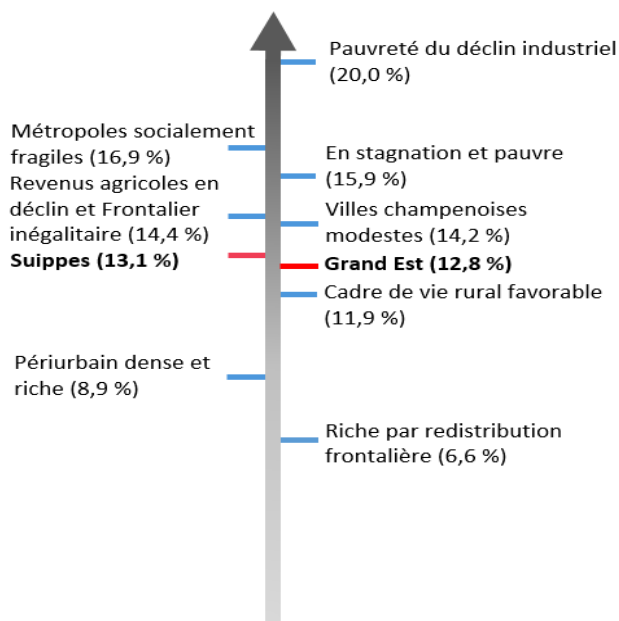 Pauvreté du déclin industriel
(20,0 %)
Métropoles socialement
fragiles (16,9 %)
En stagnation et pauvre
(15,9 %)
Revenus agricoles en
déclin et Frontalier
inégalitaire (14,4 %)
Villes champenoises
modestes (14,2 %)
Suippes (13,1 %)
Grand Est (12,8 %)
Cadre de vie rural favorable
(11,9 %)
Périurbain dense et
riche (8,9 %)
Riche par redistribution
frontalière (6,6 %)